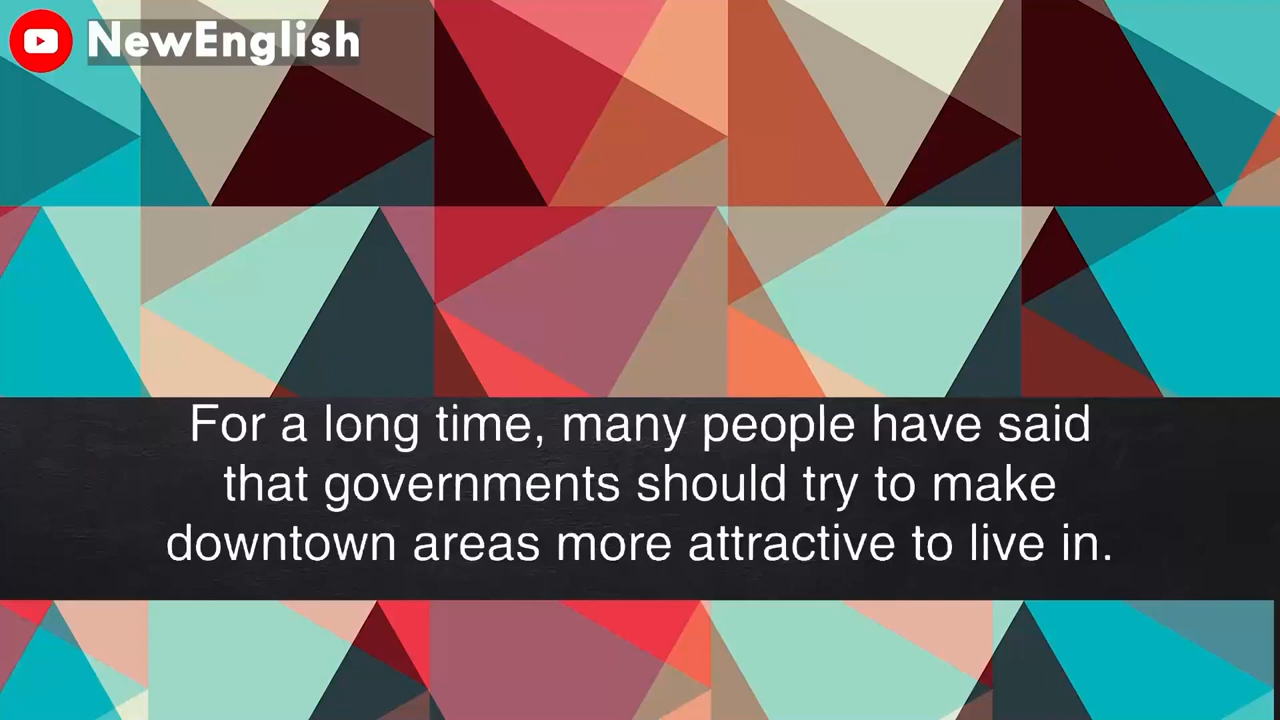 NewEnglish
For a long time, many people have said
that governments should try to make
downtown areas more attractive to live in.